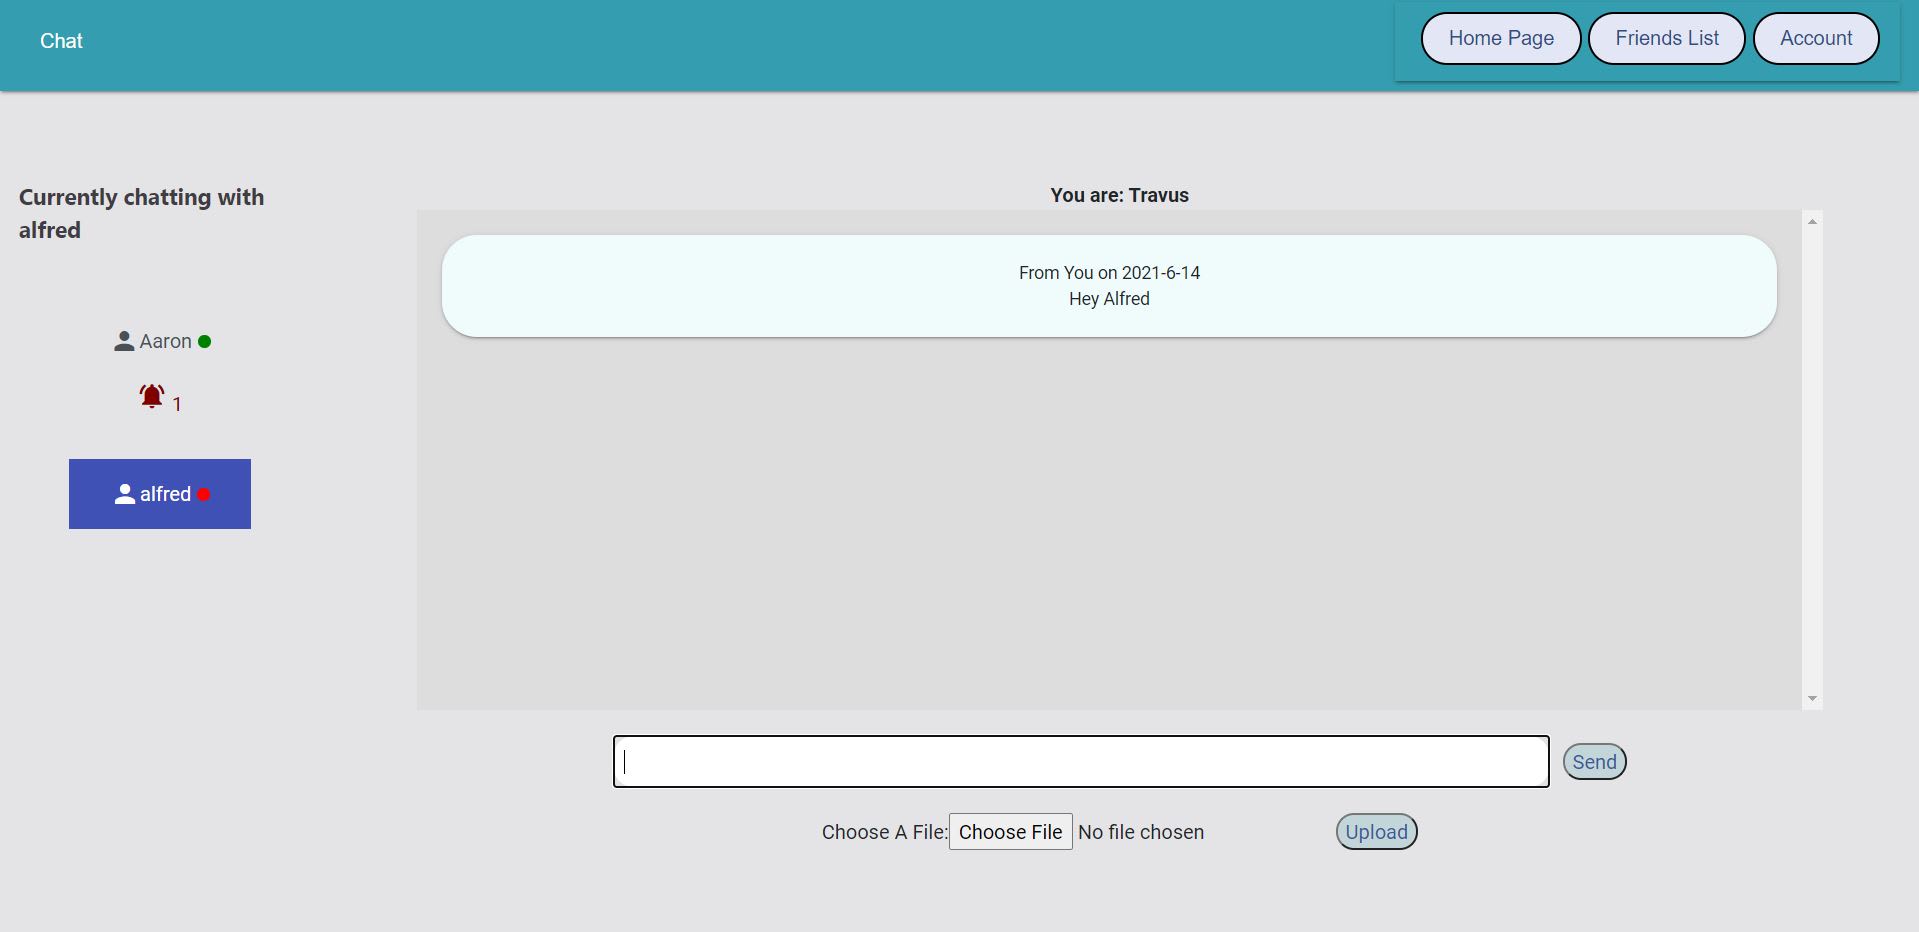 Chat
Home Page
Friends List
Account
Currently chatting with
alfred
You are: Travus
From You on 2021-6-14
Hey Alfred
Aaron
1
alfred
Send
Choose A File: Choose File No file chosen
Upload